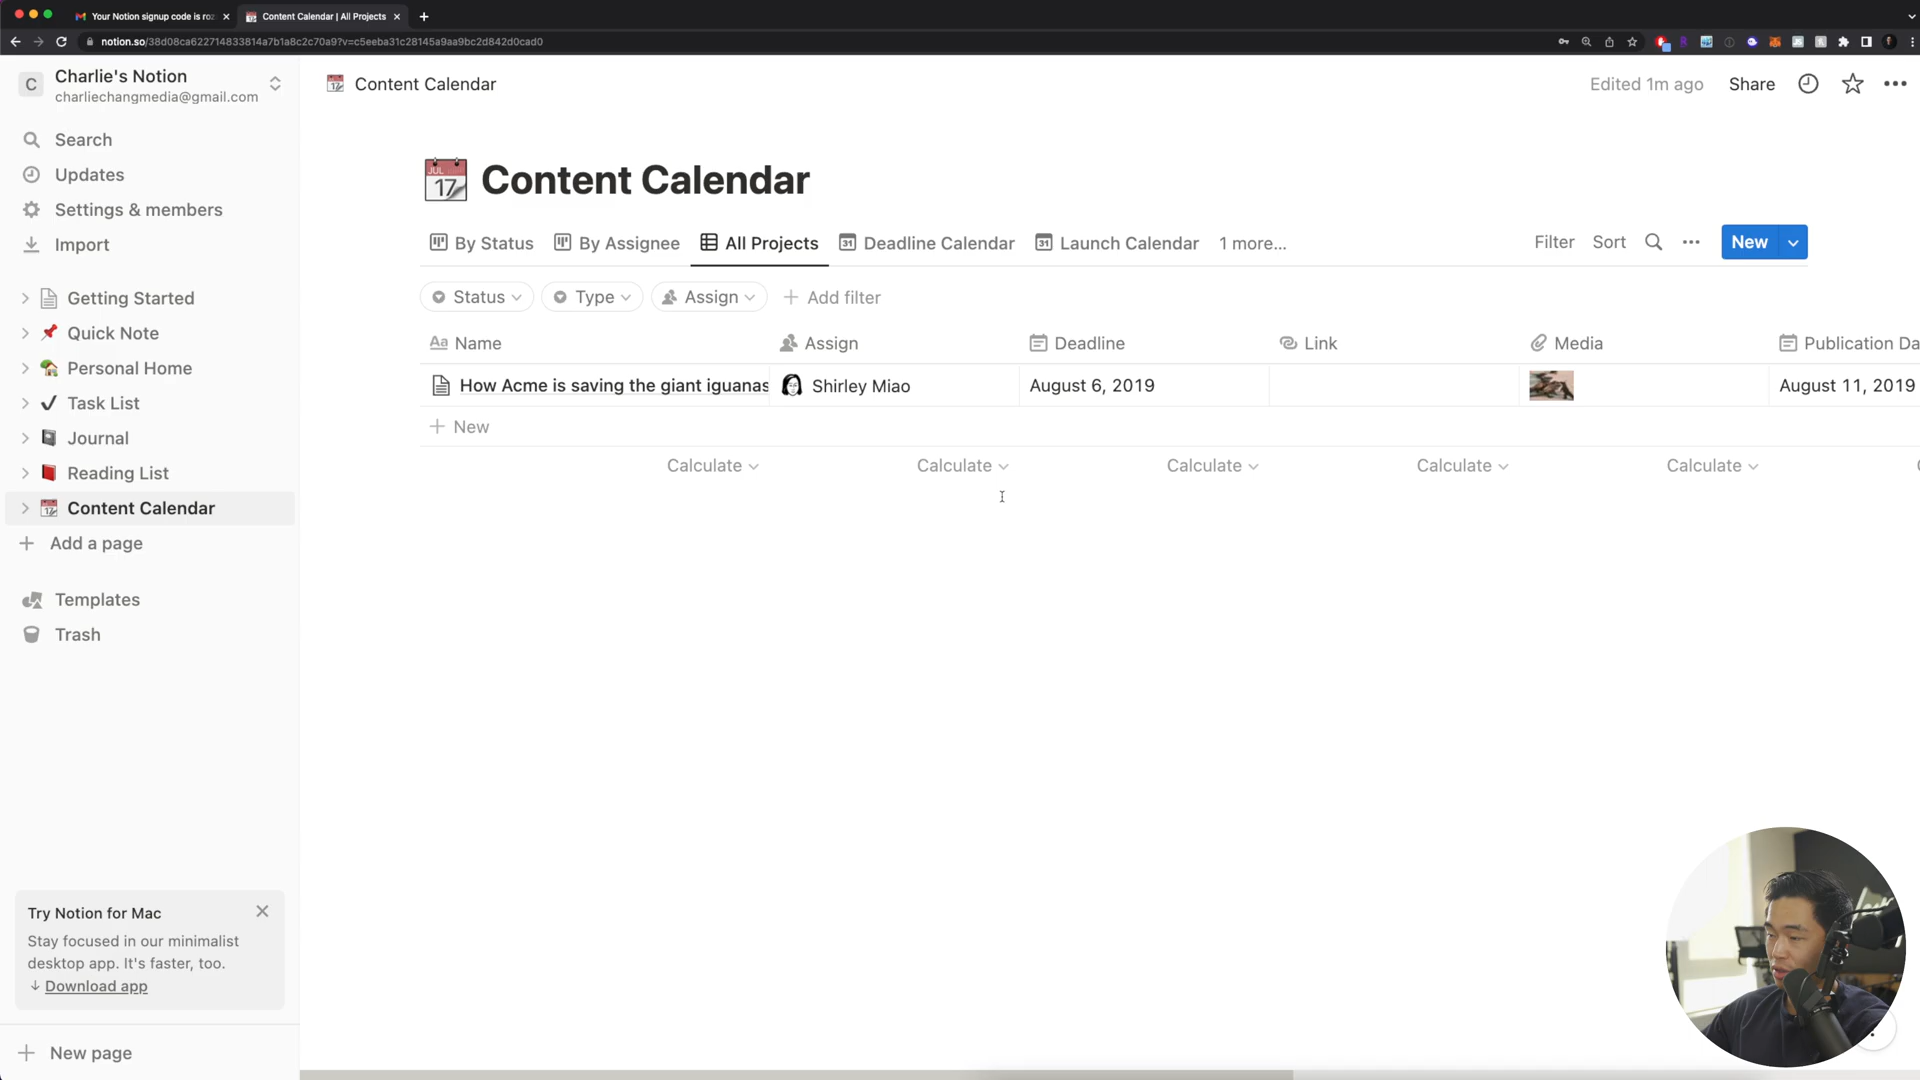 Your Notion signup code is roz
Content Calendar | All Projects
notion.so/38d08ca622714833814a7b1a8c2c70a9?v=c5eeba31c28145a9aa9bc2d842d0cad0
C
Charlie's Notion
charliechangmedia@gmail.com
Content Calendar
Edited 1m ago
Share
Search
Updates
Settings & members
Import
Getting Started
Quick Note
Personal Home
Task List
Journal
Reading List
Content Calendar
Add a page
Templates
Trash
Try Notion for Mac
Stay focused in our minimalist
desktop app. It's faster, too.
↓ Download app
New page
JUL
17
Content Calendar
By Status
By Assignee
All Projects
31 Deadline Calendar
31 Launch Calendar
1 more...
Filter
Sort
New
Status
Type
Assign
Add filter
Aa Name
Assign
Deadline
Link
Media
Publication Da
How Acme is saving the giant iguanas
Shirley Miao
August 6, 2019
August 11, 2019
New
Calculate
Calculate
Calculate
Calculate
Calculate